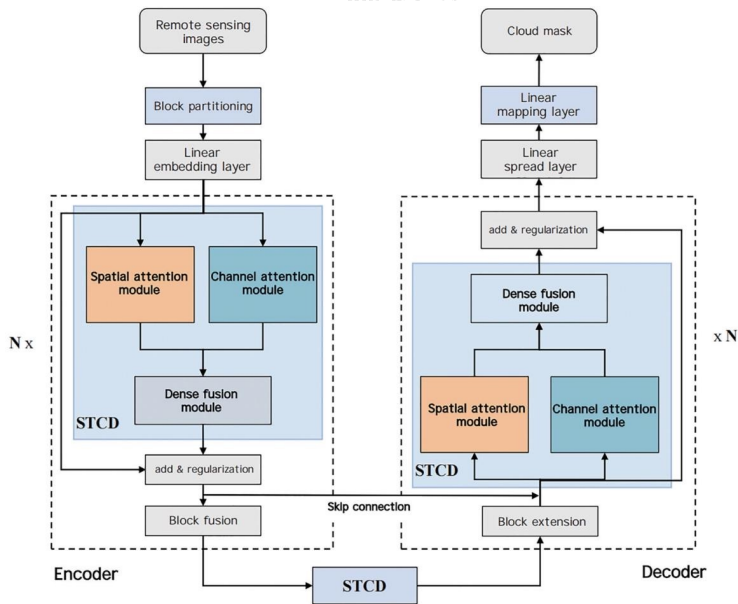 Remote sensing
images
Block partitioning
Linear
embedding layer
Spatial attention
module
Channel attention
module
N x
Dense fusion
module
STCD
add & regularization
Block fusion
Encoder
Skip connection
STCD
Cloud mask
Linear
mapping layer
Linear
spread layer
add & regularization
Dense fusion
module
x N
Spatial attention
module
Channel attention
module
STCD
Block extension
Decoder